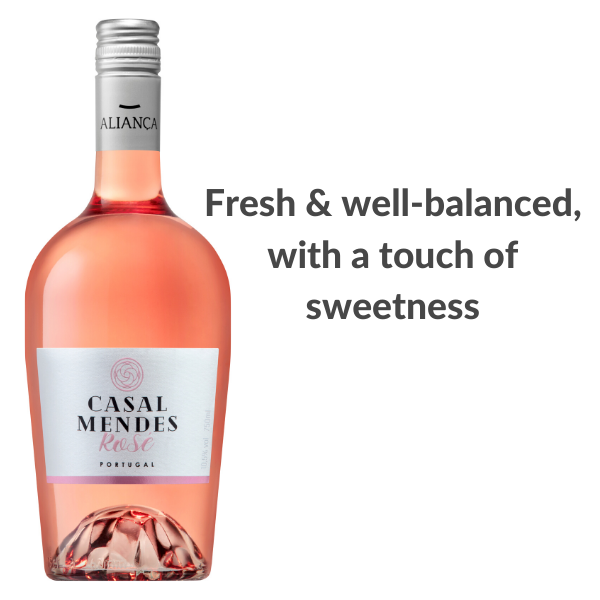 ALIANÇA
Fresh & well-balanced,
with a touch of
sweetness
CASAL
MENDES
Rosé
PORTUGAL